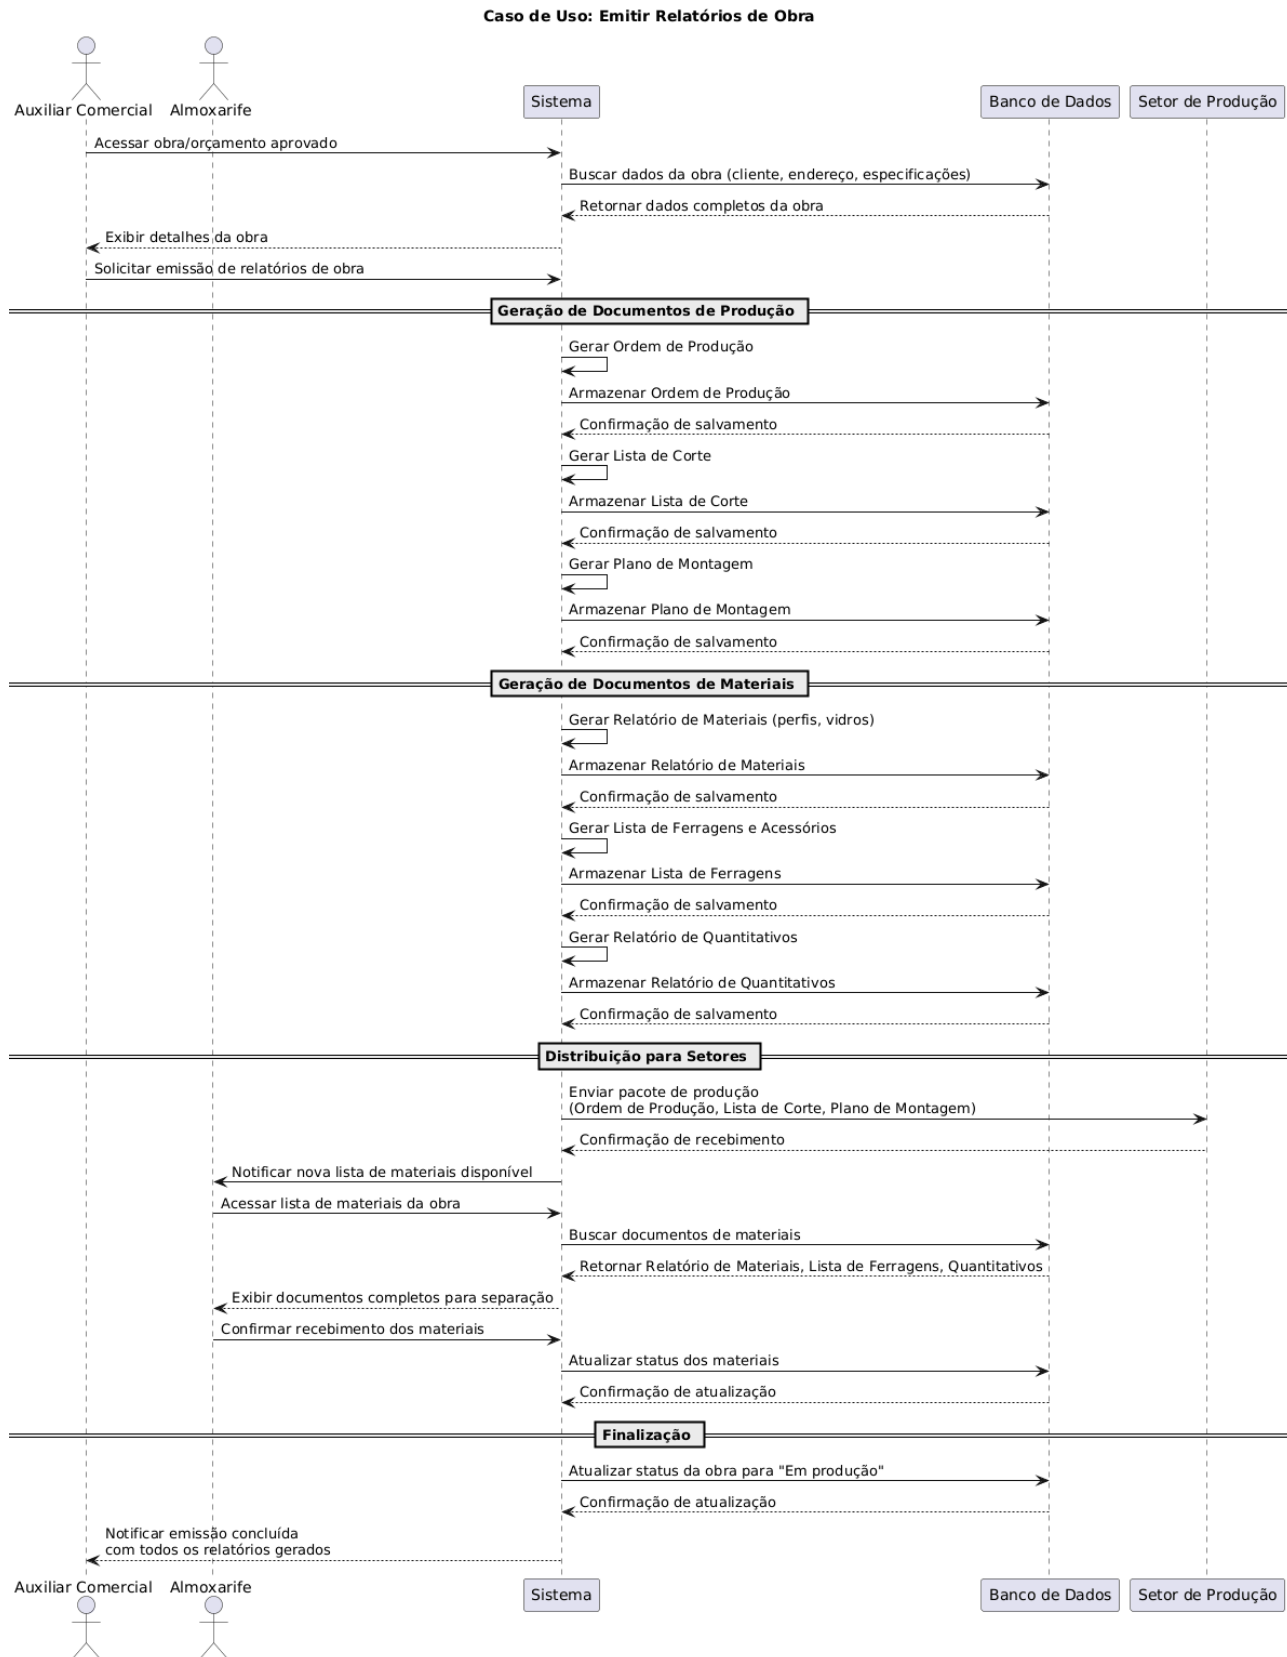 Caso de Uso: Emitir Relatórios de Obra
Auxiliar Comercial
Almoxarife
Sistema
Banco de Dados
Setor de Produção
Acessar obra/orçamento aprovado
Buscar dados da obra (cliente, endereço, especificações)
Retornar dados completos da obra
Exibir detalhes da obra
Solicitar emissão de relatórios de obra
Geração de Documentos de Produção
Gerar Ordem de Produção
Armazenar Ordem de Produção
Confirmação de salvamento
Gerar Lista de Corte
Armazenar Lista de Corte
Confirmação de salvamento
Gerar Plano de Montagem
Armazenar Plano de Montagem
Confirmação de salvamento
Geração de Documentos de Materiais
Gerar Relatório de Materiais (perfis, vidros)
Armazenar Relatório de Materiais
Confirmação de salvamento
Gerar Lista de Ferragens e Acessórios
Armazenar Lista de Ferragens
Confirmação de salvamento
Gerar Relatório de Quantitativos
Armazenar Relatório de Quantitativos
Confirmação de salvamento
Distribuição para Setores
Enviar pacote de produção
(Ordem de Produção, Lista de Corte, Plano de Montagem)
Confirmação de recebimento
Notificar nova lista de materiais disponível
Acessar lista de materiais da obra
Buscar documentos de materiais
Retornar Relatório de Materiais, Lista de Ferragens, Quantitativos
Exibir documentos completos para separação
Confirmar recebimento dos materiais
Atualizar status dos materiais
Confirmação de atualização
Finalização
Atualizar status da obra para "Em produção"
Confirmação de atualização
Notificar emissão concluída
com todos os relatórios gerados
Auxiliar Comercial
Almoxarife
Sistema
Banco de Dados
Setor de Produção